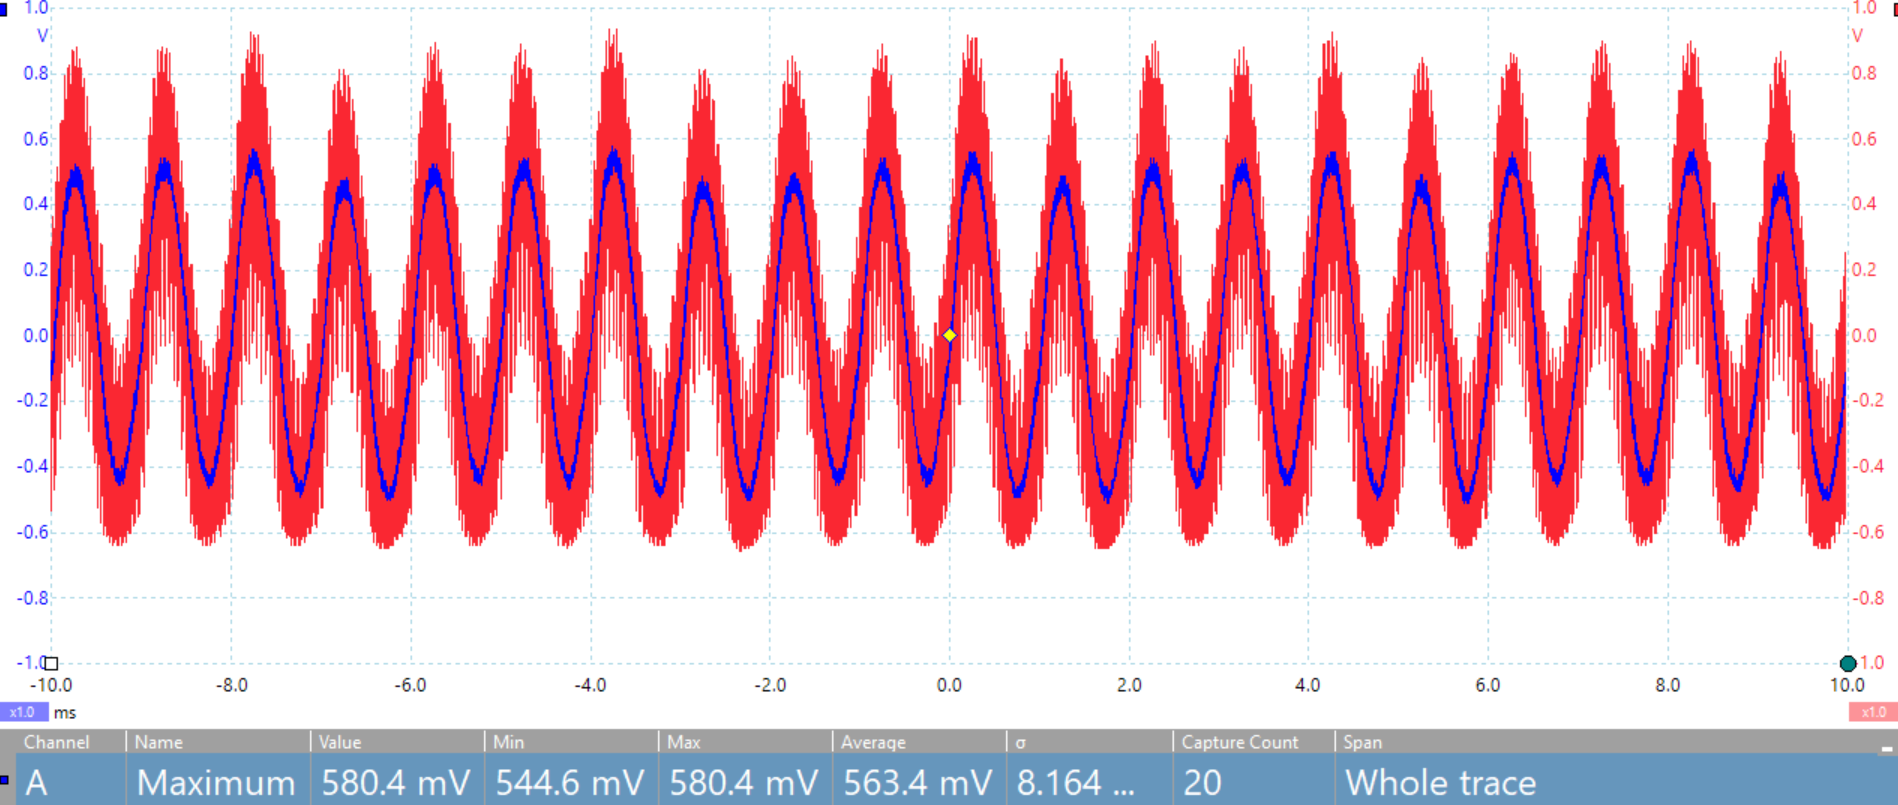 1.0 1.0
V V
0.8 0.8
0.6 0.6
0.4 0.4
0.2 0.2
0.0 0.0
-0.2 -0.2
-0.4 -0.4
-0.6 -0.6
-0.8 -0.8
-1.0 1.0
-10.0 -8.0 -6.0 -4.0 -2.0 0.0 2.0 4.0 6.0 8.0 10.0
x1.0 ms x1.0
Channel Name Value Min Max Average σ Capture Count Span
A Maximum 580.4 mV 544.6 mV 580.4 mV 563.4 mV 8.164 ... 20 Whole trace